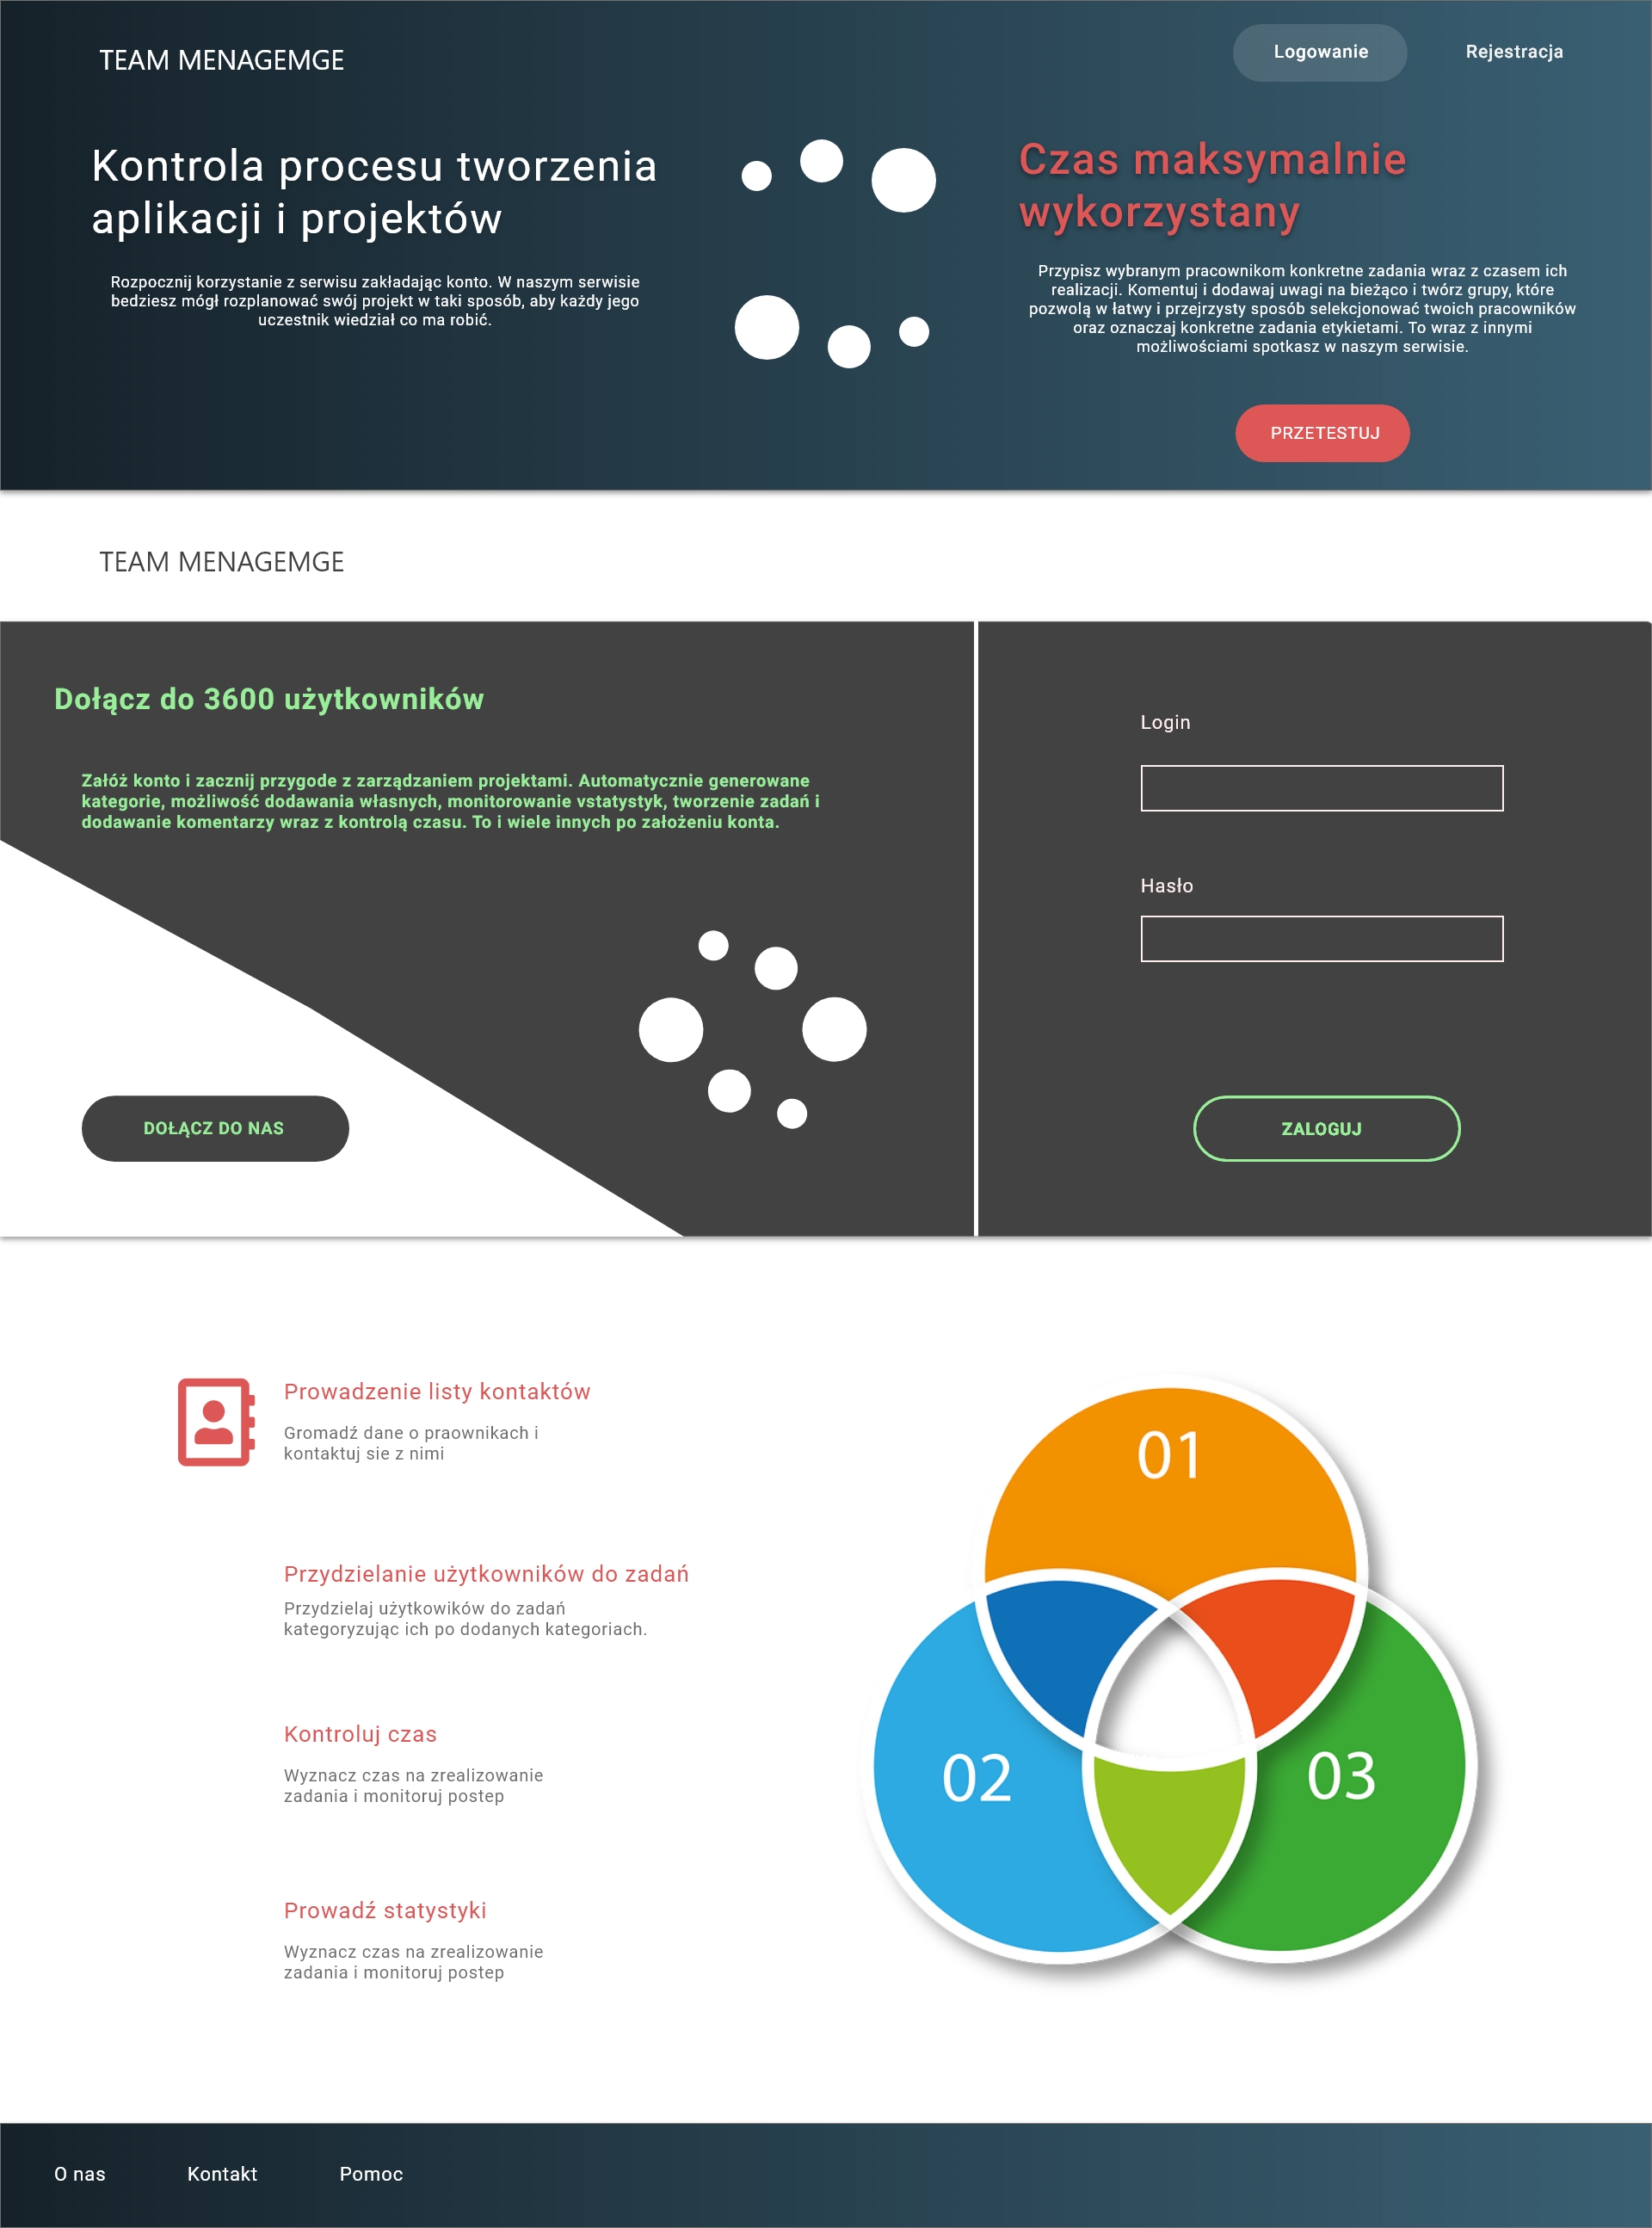 TEAM MENAGEMGE
Logowanie
Rejestracja
Kontrola procesu tworzenia
aplikacji i projektów
Rozpocznij korzystanie z serwisu zakładając konto. W naszym serwisie
bedziesz mógł rozplanować swój projekt w taki sposób, aby każdy jego
uczestnik wiedział co ma robić.
Czas maksymalnie
wykorzystany
Przypisz wybranym pracownikom konkretne zadania wraz z czasem ich
realizacji. Komentuj i dodawaj uwagi na bieżąco i twórz grupy, które
pozwolą w łatwy i przejrzysty sposób selekcjonować twoich pracowników
oraz oznaczaj konkretne zadania etykietami. To wraz z innymi
możliwościami spotkasz w naszym serwisie.
PRZETESTUJ
TEAM MENAGEMGE
Dołącz do 3600 użytkowników
Załóż konto i zacznij przygode z zarządzaniem projektami. Automatycznie generowane
kategorie, możliwość dodawania własnych, monitorowanie vstatystyk, tworzenie zadań i
dodawanie komentarzy wraz z kontrolą czasu. To i wiele innych po założeniu konta.
DOŁĄCZ DO NAS
Login
Hasło
ZALOGUJ
Prowadzenie listy kontaktów
Gromadź dane o praownikach i
kontaktuj sie z nimi
Przydzielanie użytkowników do zadań
Przydzielaj użytkowików do zadań
kategoryzując ich po dodanych kategoriach.
Kontroluj czas
Wyznacz czas na zrealizowanie
zadania i monitoruj postep
Prowadź statystyki
Wyznacz czas na zrealizowanie
zadania i monitoruj postep
01
02
03
O nas
Kontakt
Pomoc